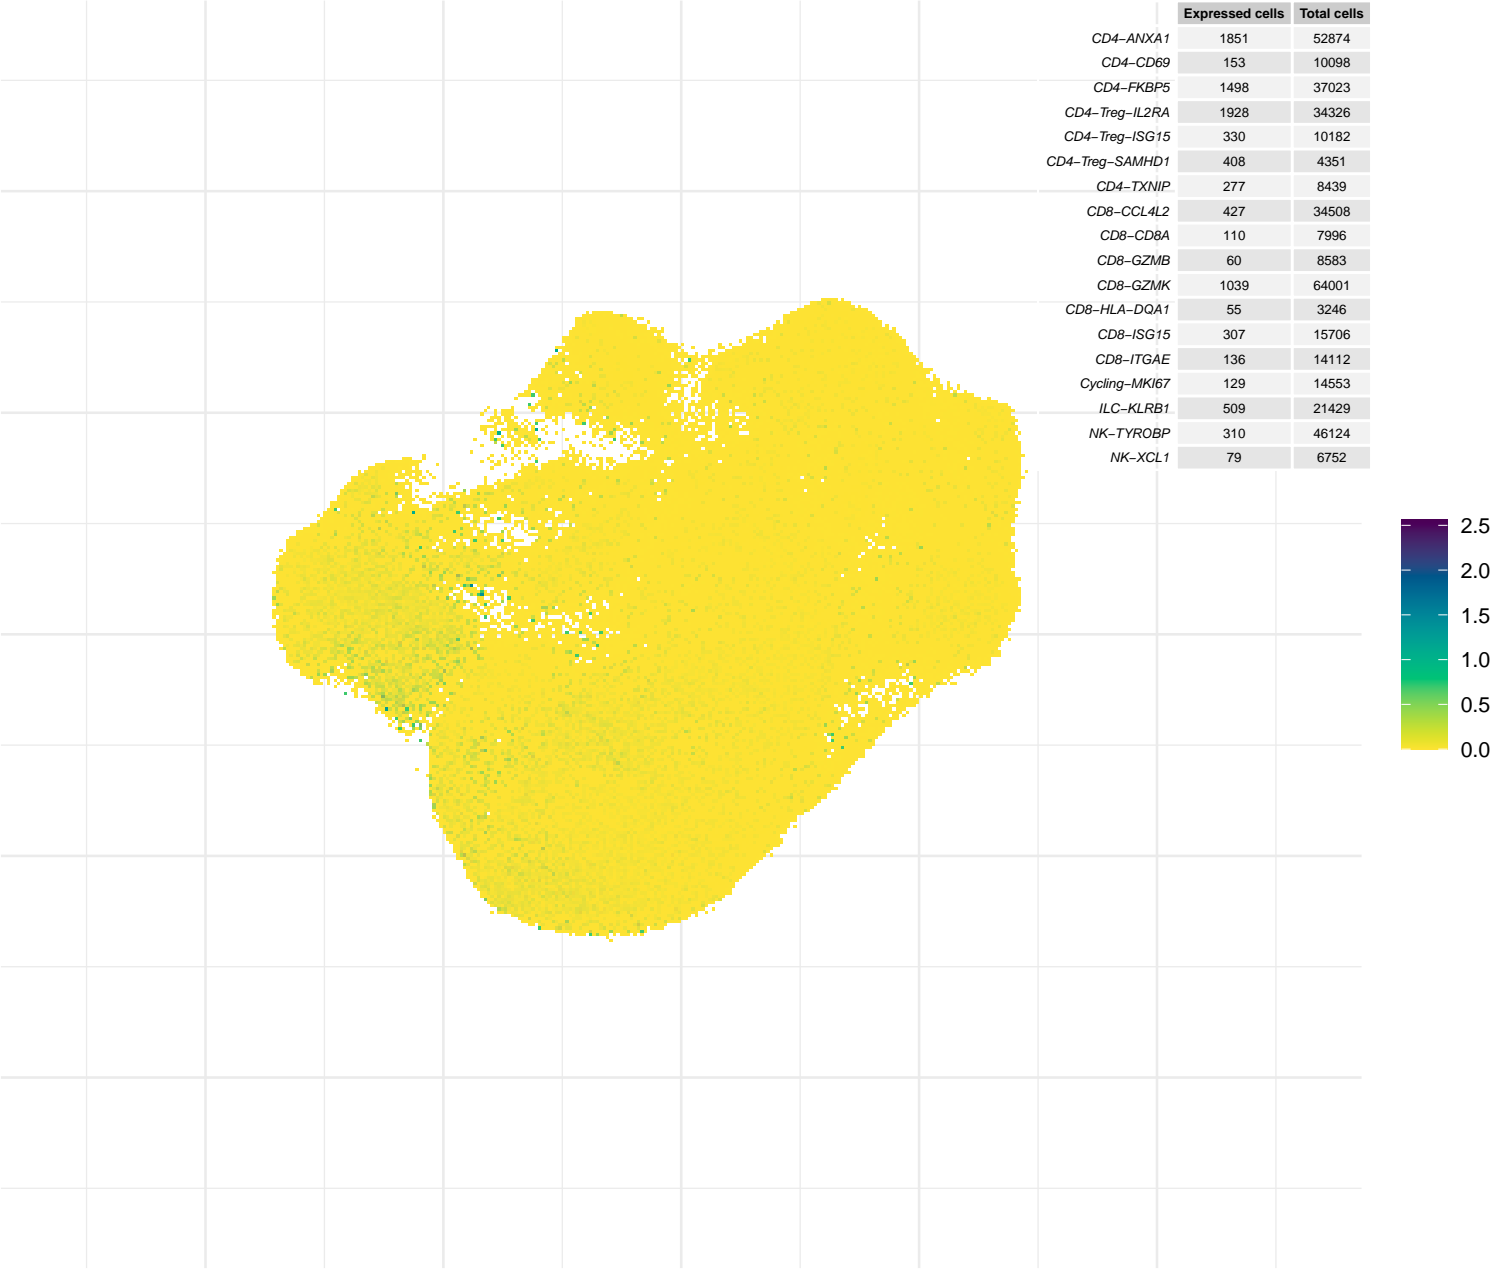 Expressed cells Total cells
CD4−ANXA1 1851 52874
CD4−CD69 153 10098
CD4−FKBP5 1498 37023
CD4−Treg−IL2RA 1928 34326
CD4−Treg−ISG15 330 10182
CD4−Treg−SAMHD1 408 4351
CD4−TXNIP 277 8439
CD8−CCL4L2 427 34508
CD8−CD8A 110 7996
CD8−GZMB 60 8583
CD8−GZMK 1039 64001
CD8−HLA−DQA1 55 3246
CD8−ISG15 307 15706
CD8−ITGAE 136 14112
Cycling−MKI67 129 14553
ILC−KLRB1 509 21429
NK−TYROBP 310 46124
NK−XCL1 79 6752
2.5
2.0
1.5
1.0
0.5
0.0